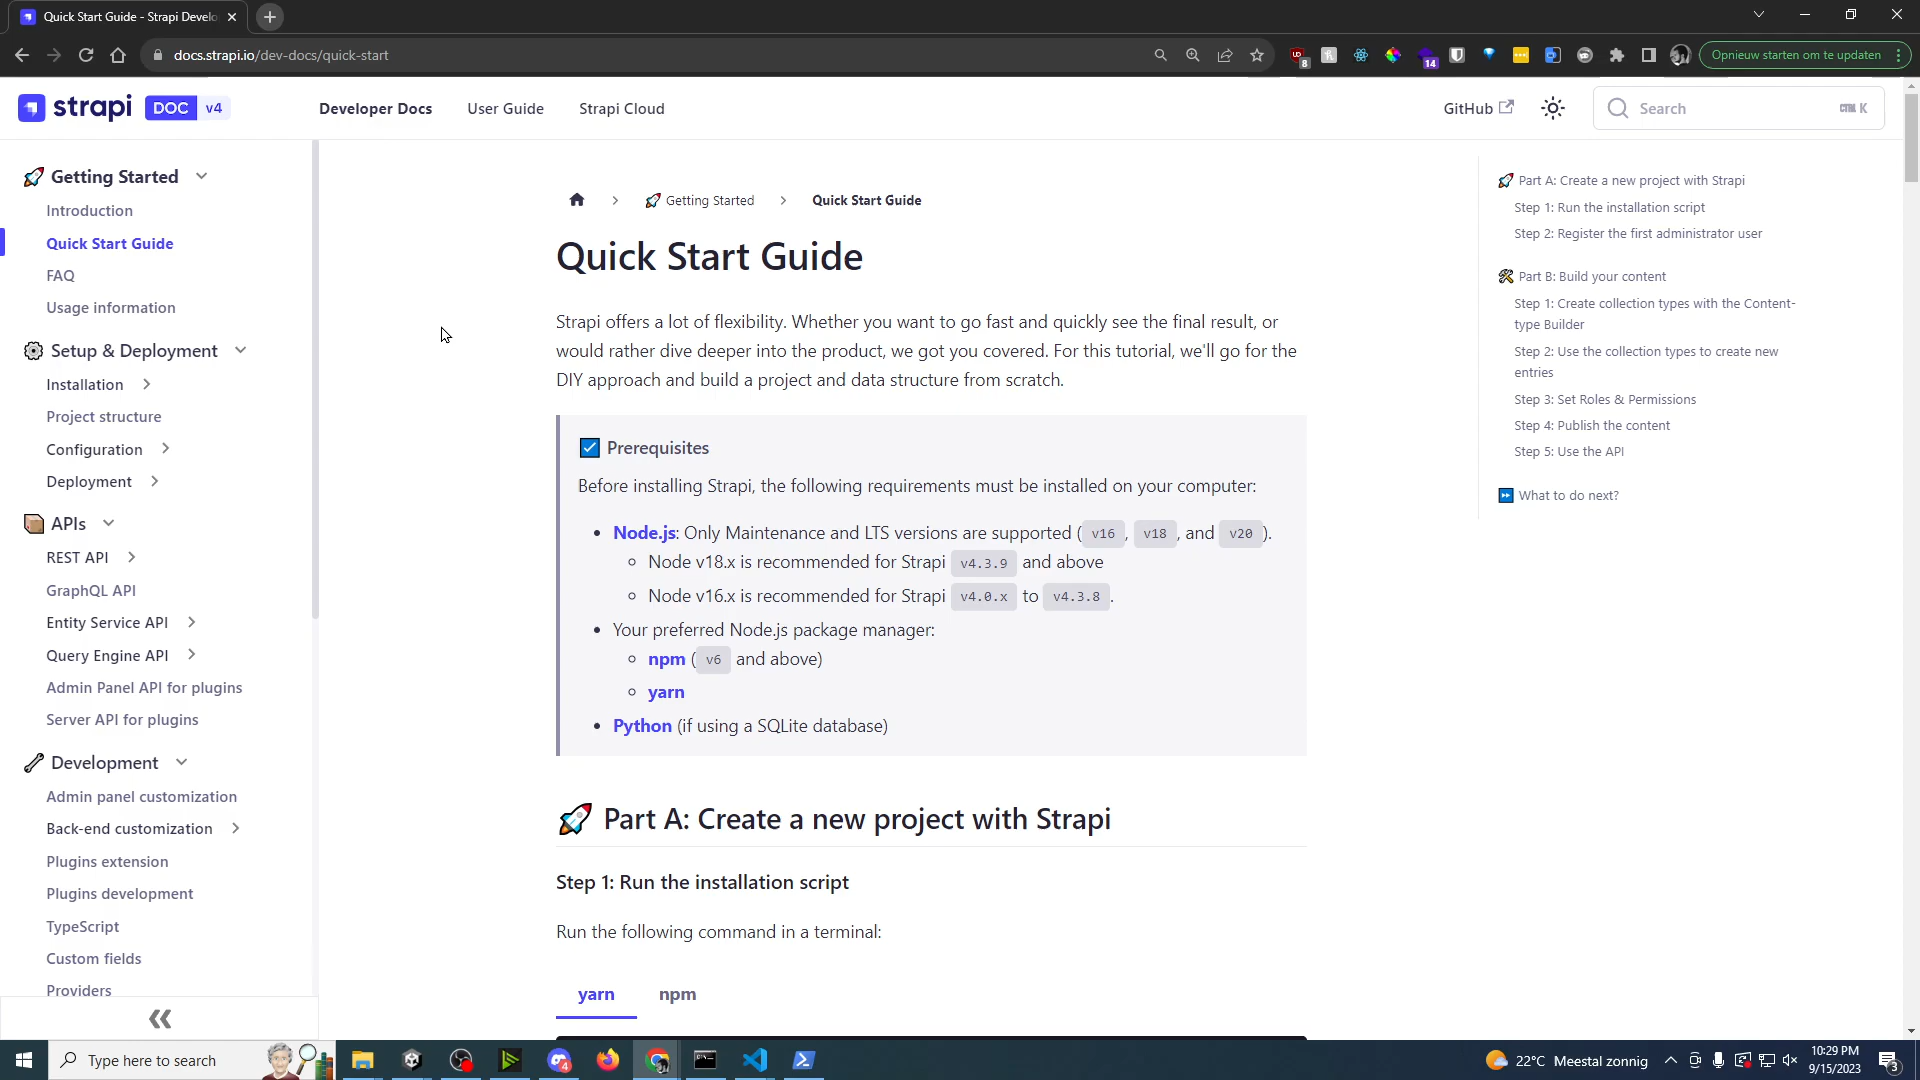 Quick Start Guide - Strapi Develo
docs.strapi.io/dev-docs/quick-start
8
14
Opnieuw starten om te updaten
strapi DOC v4
Developer Docs
User Guide
Strapi Cloud
GitHub
Search
CTRL K
Getting Started
Introduction
Quick Start Guide
FAQ
Usage information
Setup & Deployment
Installation
Project structure
Configuration
Deployment
APIs
REST API
GraphQL API
Entity Service API
Query Engine API
Admin Panel API for plugins
Server API for plugins
Development
Admin panel customization
Back-end customization
Plugins extension
Plugins development
TypeScript
Custom fields
Providers
Getting Started
Quick Start Guide
Quick Start Guide
Strapi offers a lot of flexibility. Whether you want to go fast and quickly see the final result, or
would rather dive deeper into the product, we got you covered. For this tutorial, we'll go for the
DIY approach and build a project and data structure from scratch.
Prerequisites
Before installing Strapi, the following requirements must be installed on your computer:
Node.js: Only Maintenance and LTS versions are supported ( v16 , v18 , and v20 ).
Node v18.x is recommended for Strapi v4.3.9 and above
Node v16.x is recommended for Strapi v4.0.x to v4.3.8 .
Your preferred Node.js package manager:
npm ( v6 and above)
yarn
Python (if using a SQLite database)
Part A: Create a new project with Strapi
Step 1: Run the installation script
Run the following command in a terminal:
yarn
npm
Part A: Create a new project with Strapi
Step 1: Run the installation script
Step 2: Register the first administrator user
Part B: Build your content
Step 1: Create collection types with the Content-
type Builder
Step 2: Use the collection types to create new
entries
Step 3: Set Roles & Permissions
Step 4: Publish the content
Step 5: Use the API
What to do next?
Type here to search
4
22°C Meestal zonnig
10:29 PM
9/15/2023
3